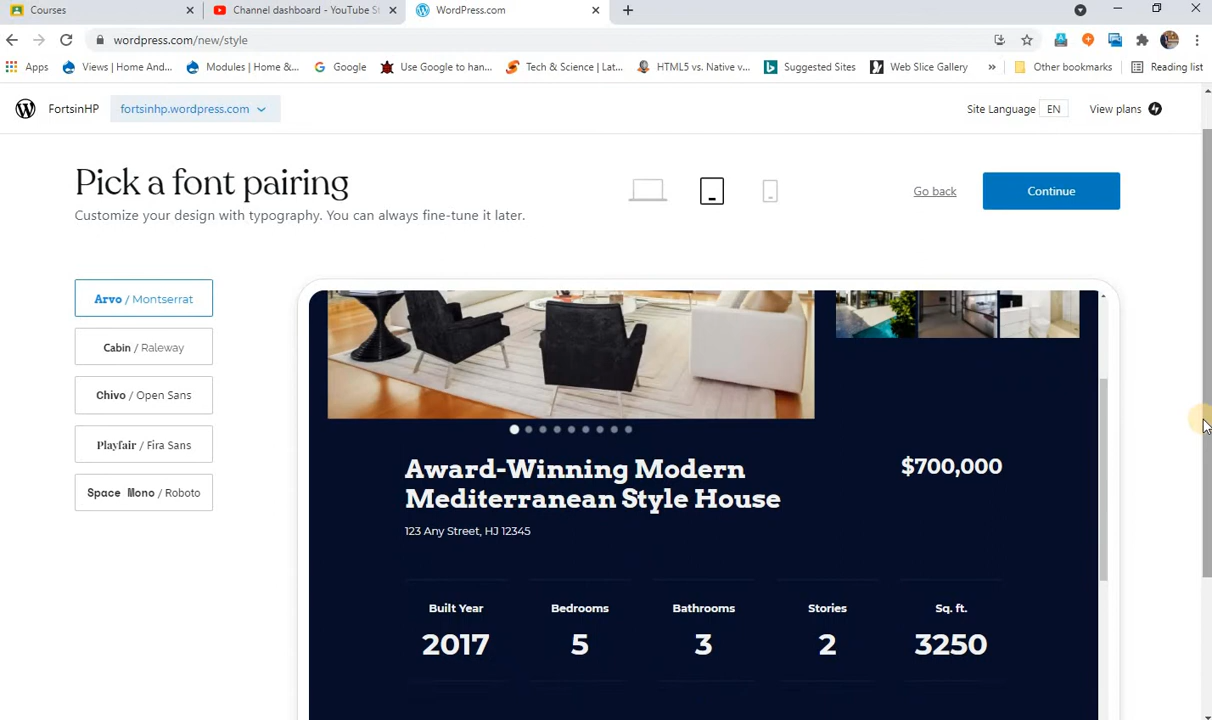 Courses
Channel dashboard - YouTube St
WordPress.com
wordpress.com/new/style
Apps
Views | Home And...
Modules | Home &...
Google
Use Google to han...
Tech & Science | Lat...
HTML5 vs. Native v...
Suggested Sites
Web Slice Gallery
»
Other bookmarks
Reading list
FortsinHP
fortsinhp.wordpress.com
Site Language EN
View plans
Pick a font pairing
Customize your design with typography. You can always fine-tune it later.
Go back
Continue
Arvo / Montserrat
Cabin / Raleway
Chivo / Open Sans
Playfair / Fira Sans
Space Mono / Roboto
Award-Winning Modern
Mediterranean Style House
$700,000
123 Any Street, HJ 12345
Built Year Bedrooms Bathrooms Stories Sq. ft.
2017 5 3 2 3250